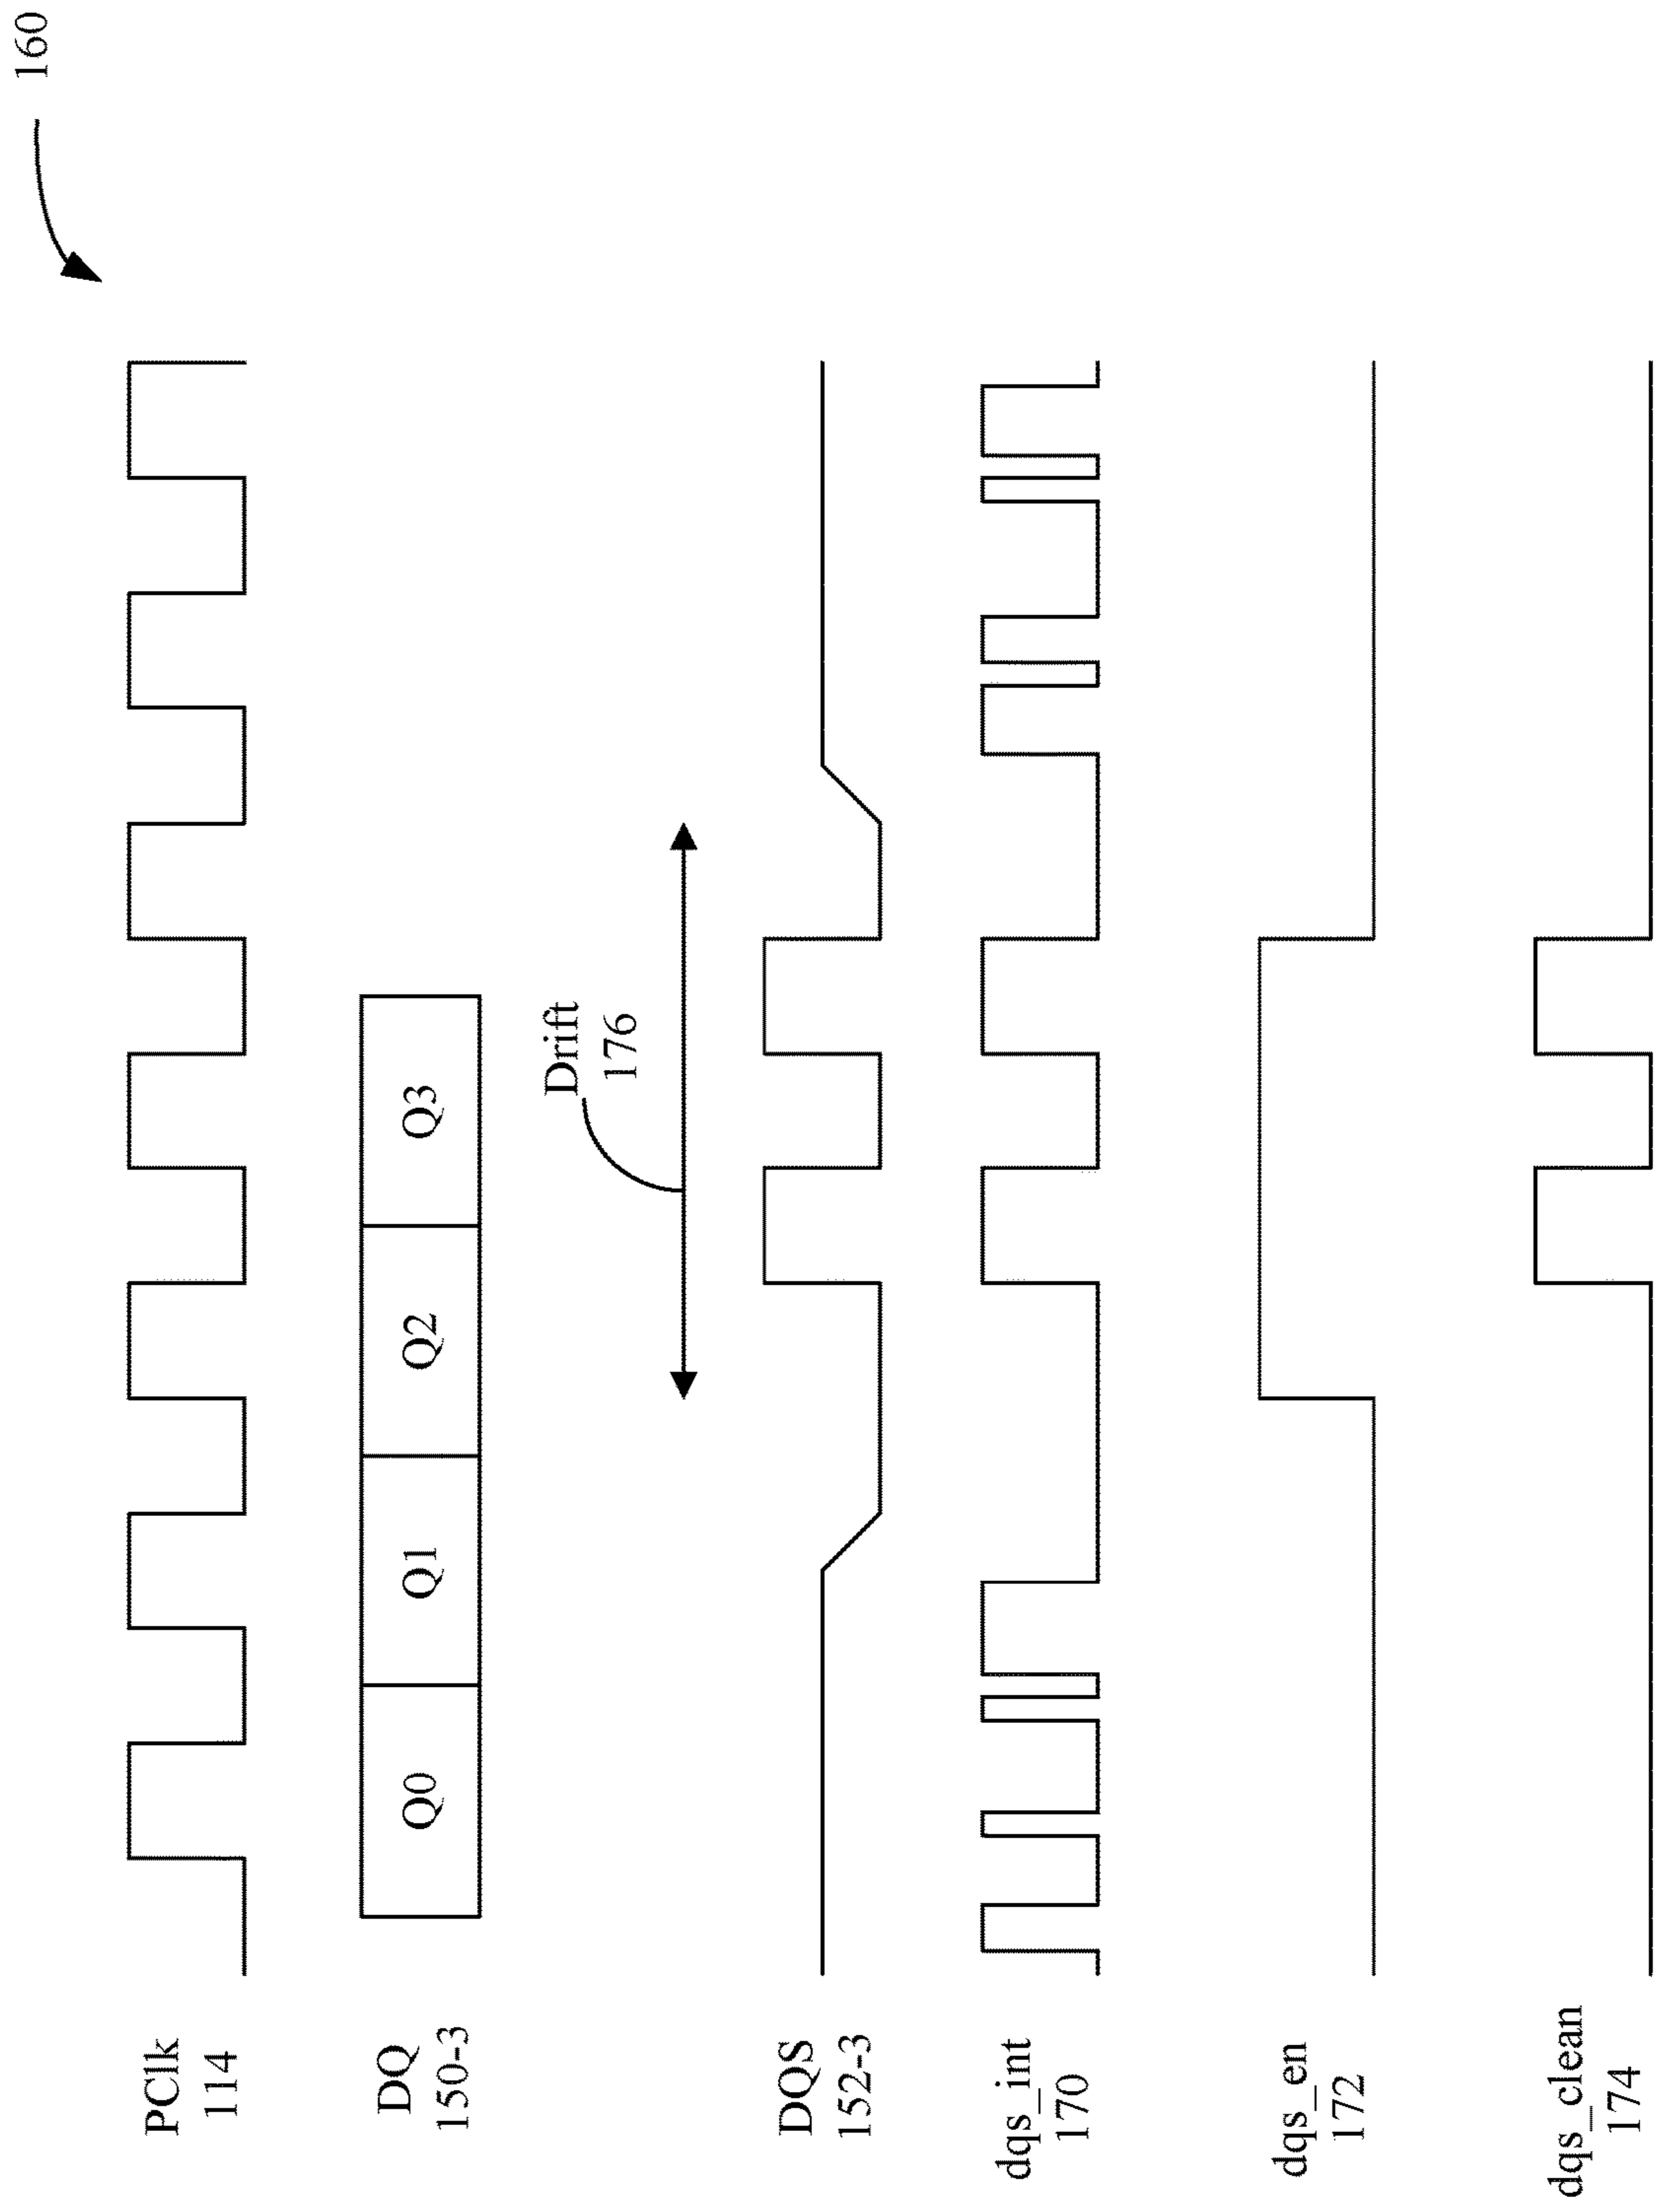 160
PClk
114
DQ
150-3
Q0
Q1
Q2
Q3
Drift
176
DQS
152-3
dqs_int
170
dqs_en
172
dqs_clean
174